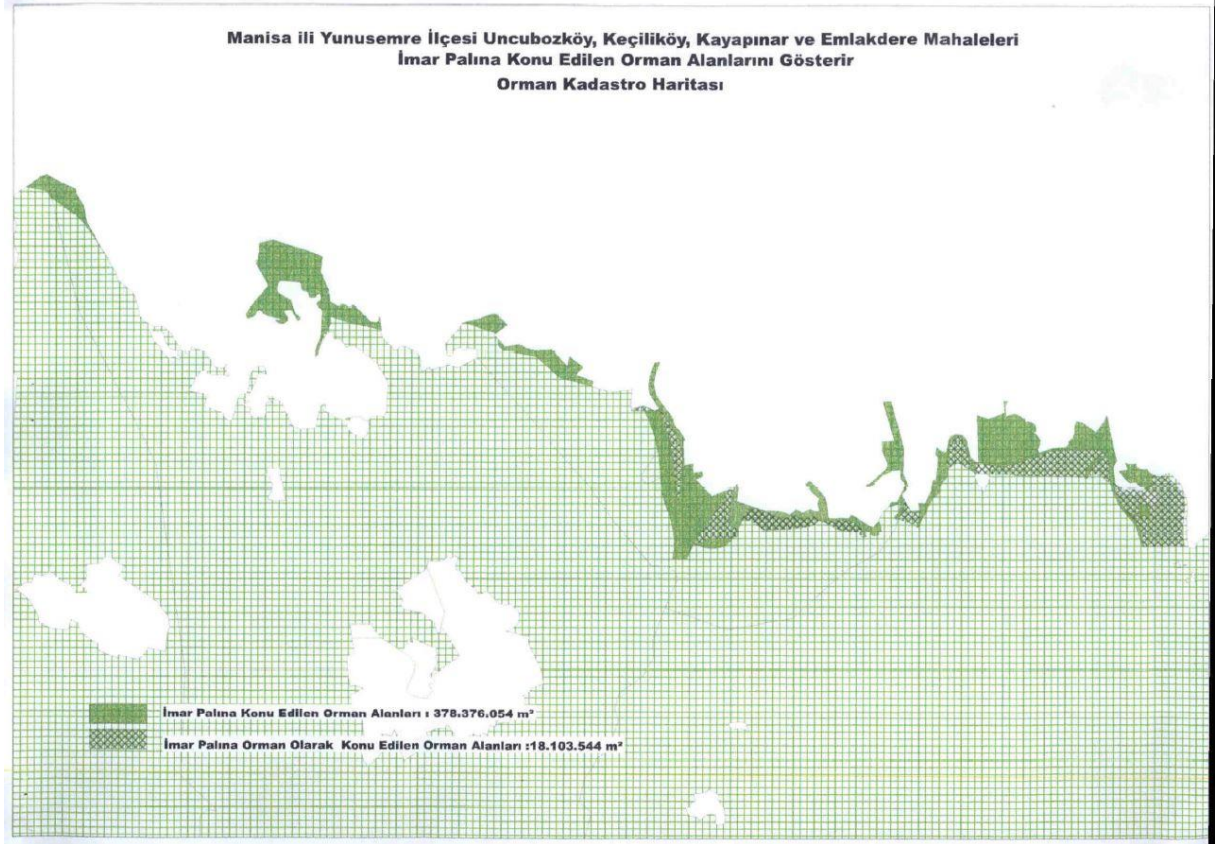 Manisa ili Yunusemre İlçesi Uncubozköy, Keçiliköy, Kayapınar ve Emlakdere Mahaleleri
İmar Palına Konu Edilen Orman Alanlarını Gösterir
Orman Kadastro Haritası
İmar Palına Konu Edilen Orman Alanları : 378.376.054 m²
İmar Palına Orman Olarak Konu Edilen Orman Alanları :18.103.544 m²